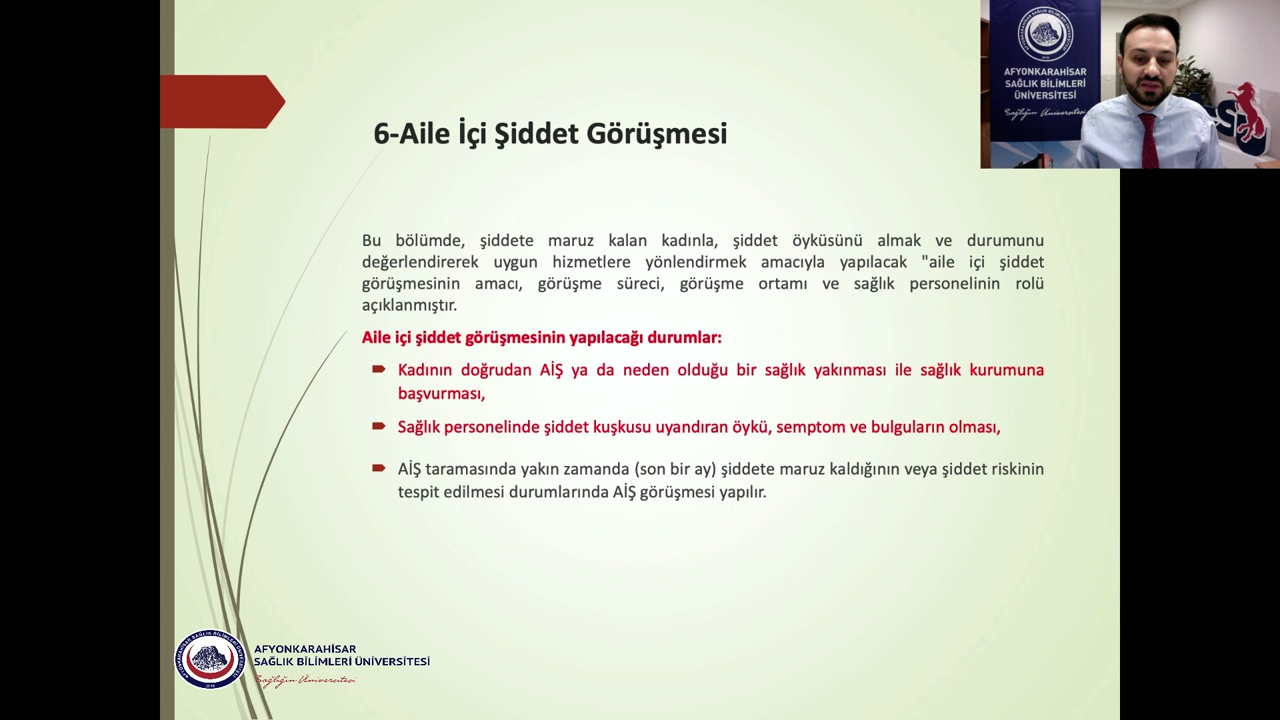 6-Aile İçi Şiddet Görüşmesi
Bu bölümde, şiddete maruz kalan kadınla, şiddet öyküsünü almak ve durumunu
değerlendirerek uygun hizmetlere yönlendirmek amacıyla yapılacak "aile içi şiddet
görüşmesinin amacı, görüşme süreci, görüşme ortamı ve sağlık personelinin rolü
açıklanmıştır.
Aile içi şiddet görüşmesinin yapılacağı durumlar:
Kadının doğrudan AİŞ ya da neden olduğu bir sağlık yakınması ile sağlık kurumuna
başvurması,
Sağlık personelinde şiddet kuşkusu uyandıran öykü, semptom ve bulguların olması,
AİŞ taramasında yakın zamanda (son bir ay) şiddete maruz kaldığının veya şiddet riskinin
tespit edilmesi durumlarında AİŞ görüşmesi yapılır.
AFYONKARAHİSAR
SAĞLIK BİLİMLERİ
ÜNİVERSİTESİ
Sağlığın Üniversitesi
AFYONKARAHİSAR
SAĞLIK BİLİMLERİ ÜNİVERSİTESİ
Sağlığın Üniversitesi